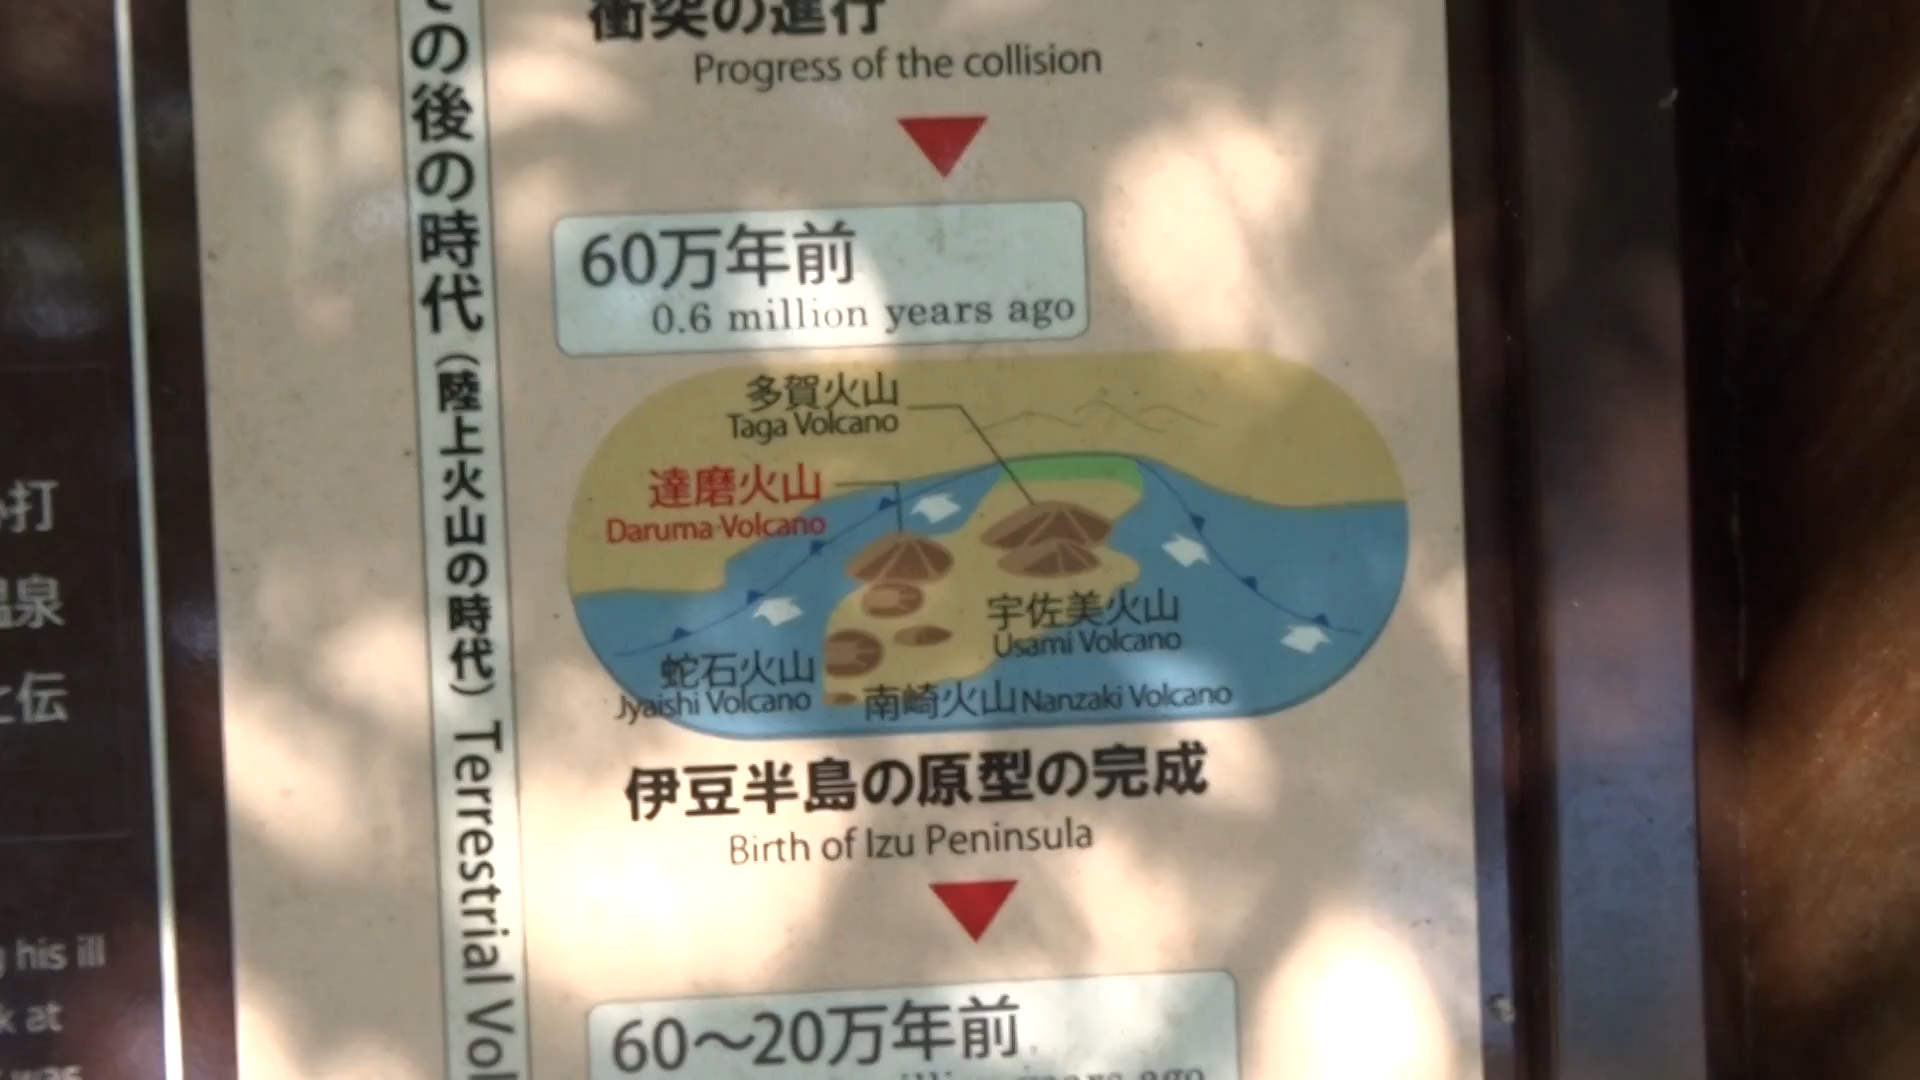 衝突の進行
Progress of the collision
60万年前
0.6 million years ago
多賀火山
Taga Volcano
達磨火山
Daruma Volcano
宇佐美火山
Usami Volcano
蛇石火山
Jyaishi Volcano
南崎火山 Nanzaki Volcano
伊豆半島の原型の完成
Birth of Izu Peninsula
60〜20万年前
years ago
の後の時代(陸上火山の時代) Terrestrial
打
温泉
伝
his ill
at
was